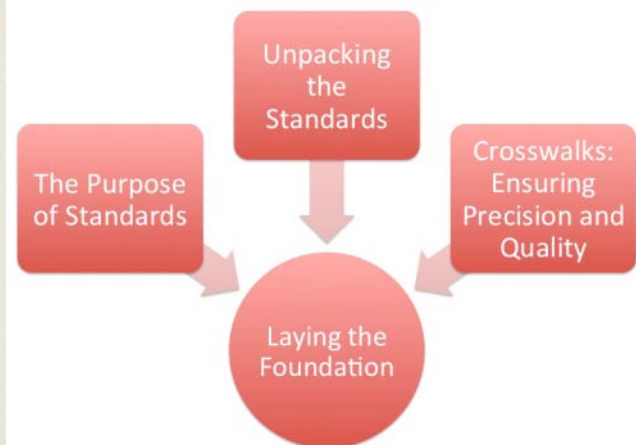 The Purpose
of Standards
Unpacking
the
Standards
Crosswalks:
Ensuring
Precision and
Quality
Laying the
Foundation